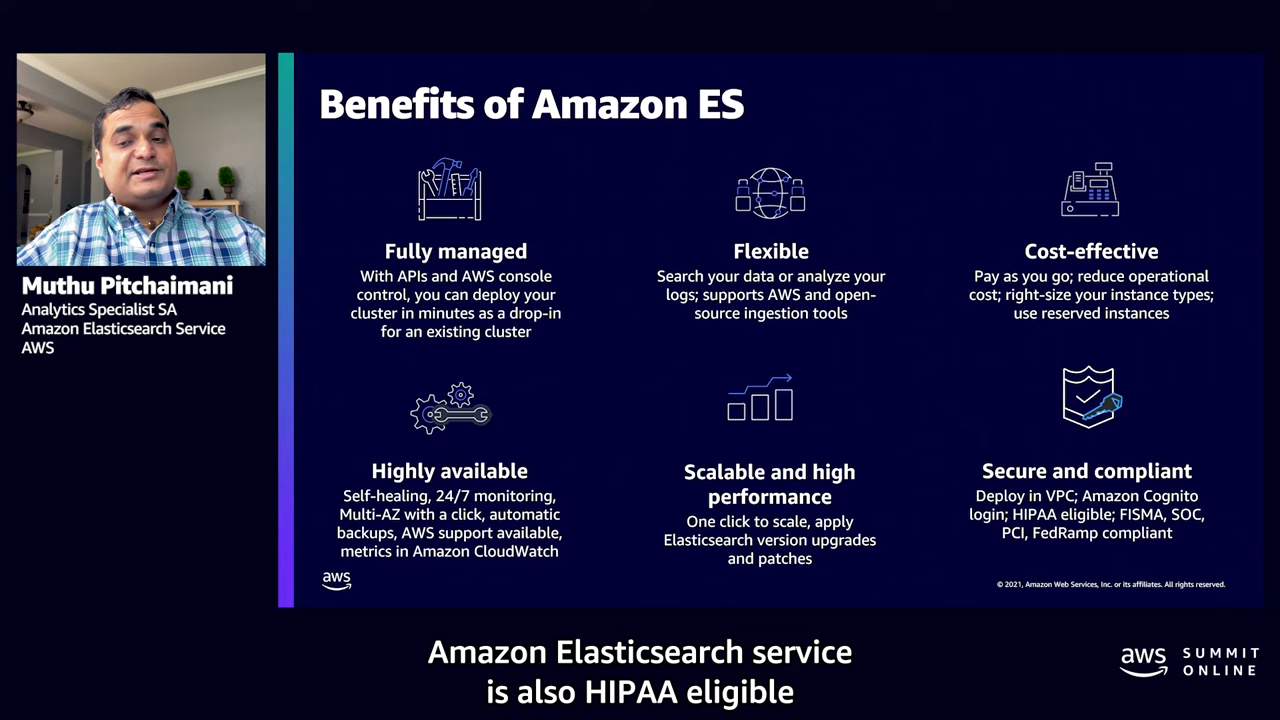 Benefits of Amazon ES
Fully managed
With APIs and AWS console
control, you can deploy your
cluster in minutes as a drop-in
for an existing cluster
Flexible
Search your data or analyze your
logs; supports AWS and open-
source ingestion tools
Cost-effective
Pay as you go; reduce operational
cost; right-size your instance types;
use reserved instances
Highly available
Self-healing, 24/7 monitoring,
Multi-AZ with a click, automatic
backups, AWS support available,
metrics in Amazon CloudWatch
Scalable and high
performance
One click to scale, apply
Elasticsearch version upgrades
and patches
Secure and compliant
Deploy in VPC; Amazon Cognito
login; HIPAA eligible; FISMA, SOC,
PCI, FedRamp compliant
Muthu Pitchaimani
Analytics Specialist SA
Amazon Elasticsearch Service
AWS
aws
© 2021, Amazon Web Services, Inc. or its affiliates. All rights reserved.
Amazon Elasticsearch service
is also HIPAA eligible
aws
SUMMIT
ONLINE